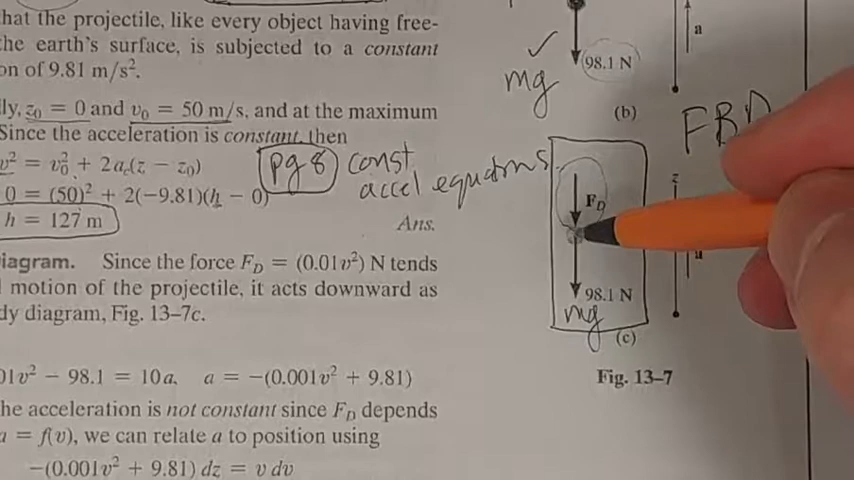 hat the projectile, like every object having free-
he earth's surface, is subjected to a constant
on of 9.81 m/s².
ly, z₀ = 0 and v₀ = 50 m/s, and at the maximum
Since the acceleration is constant, then
v² = v₀² + 2a_c(z − z₀)
0 = (50)² + 2(−9.81)(h − 0)
h = 127 m
Ans.
pg 8 const
accel equations
iagram. Since the force F_D = (0.01v²) N tends
motion of the projectile, it acts downward as
dy diagram, Fig. 13–7c.
01v² − 98.1 = 10a, a = −(0.001v² + 9.81)
he acceleration is not constant since F_D depends
a = f(v), we can relate a to position using
−(0.001v² + 9.81) dz = v dv
98.1 N
a
mg
(b)
FBD
F_D
z
a
98.1 N
mg
(c)
Fig. 13–7